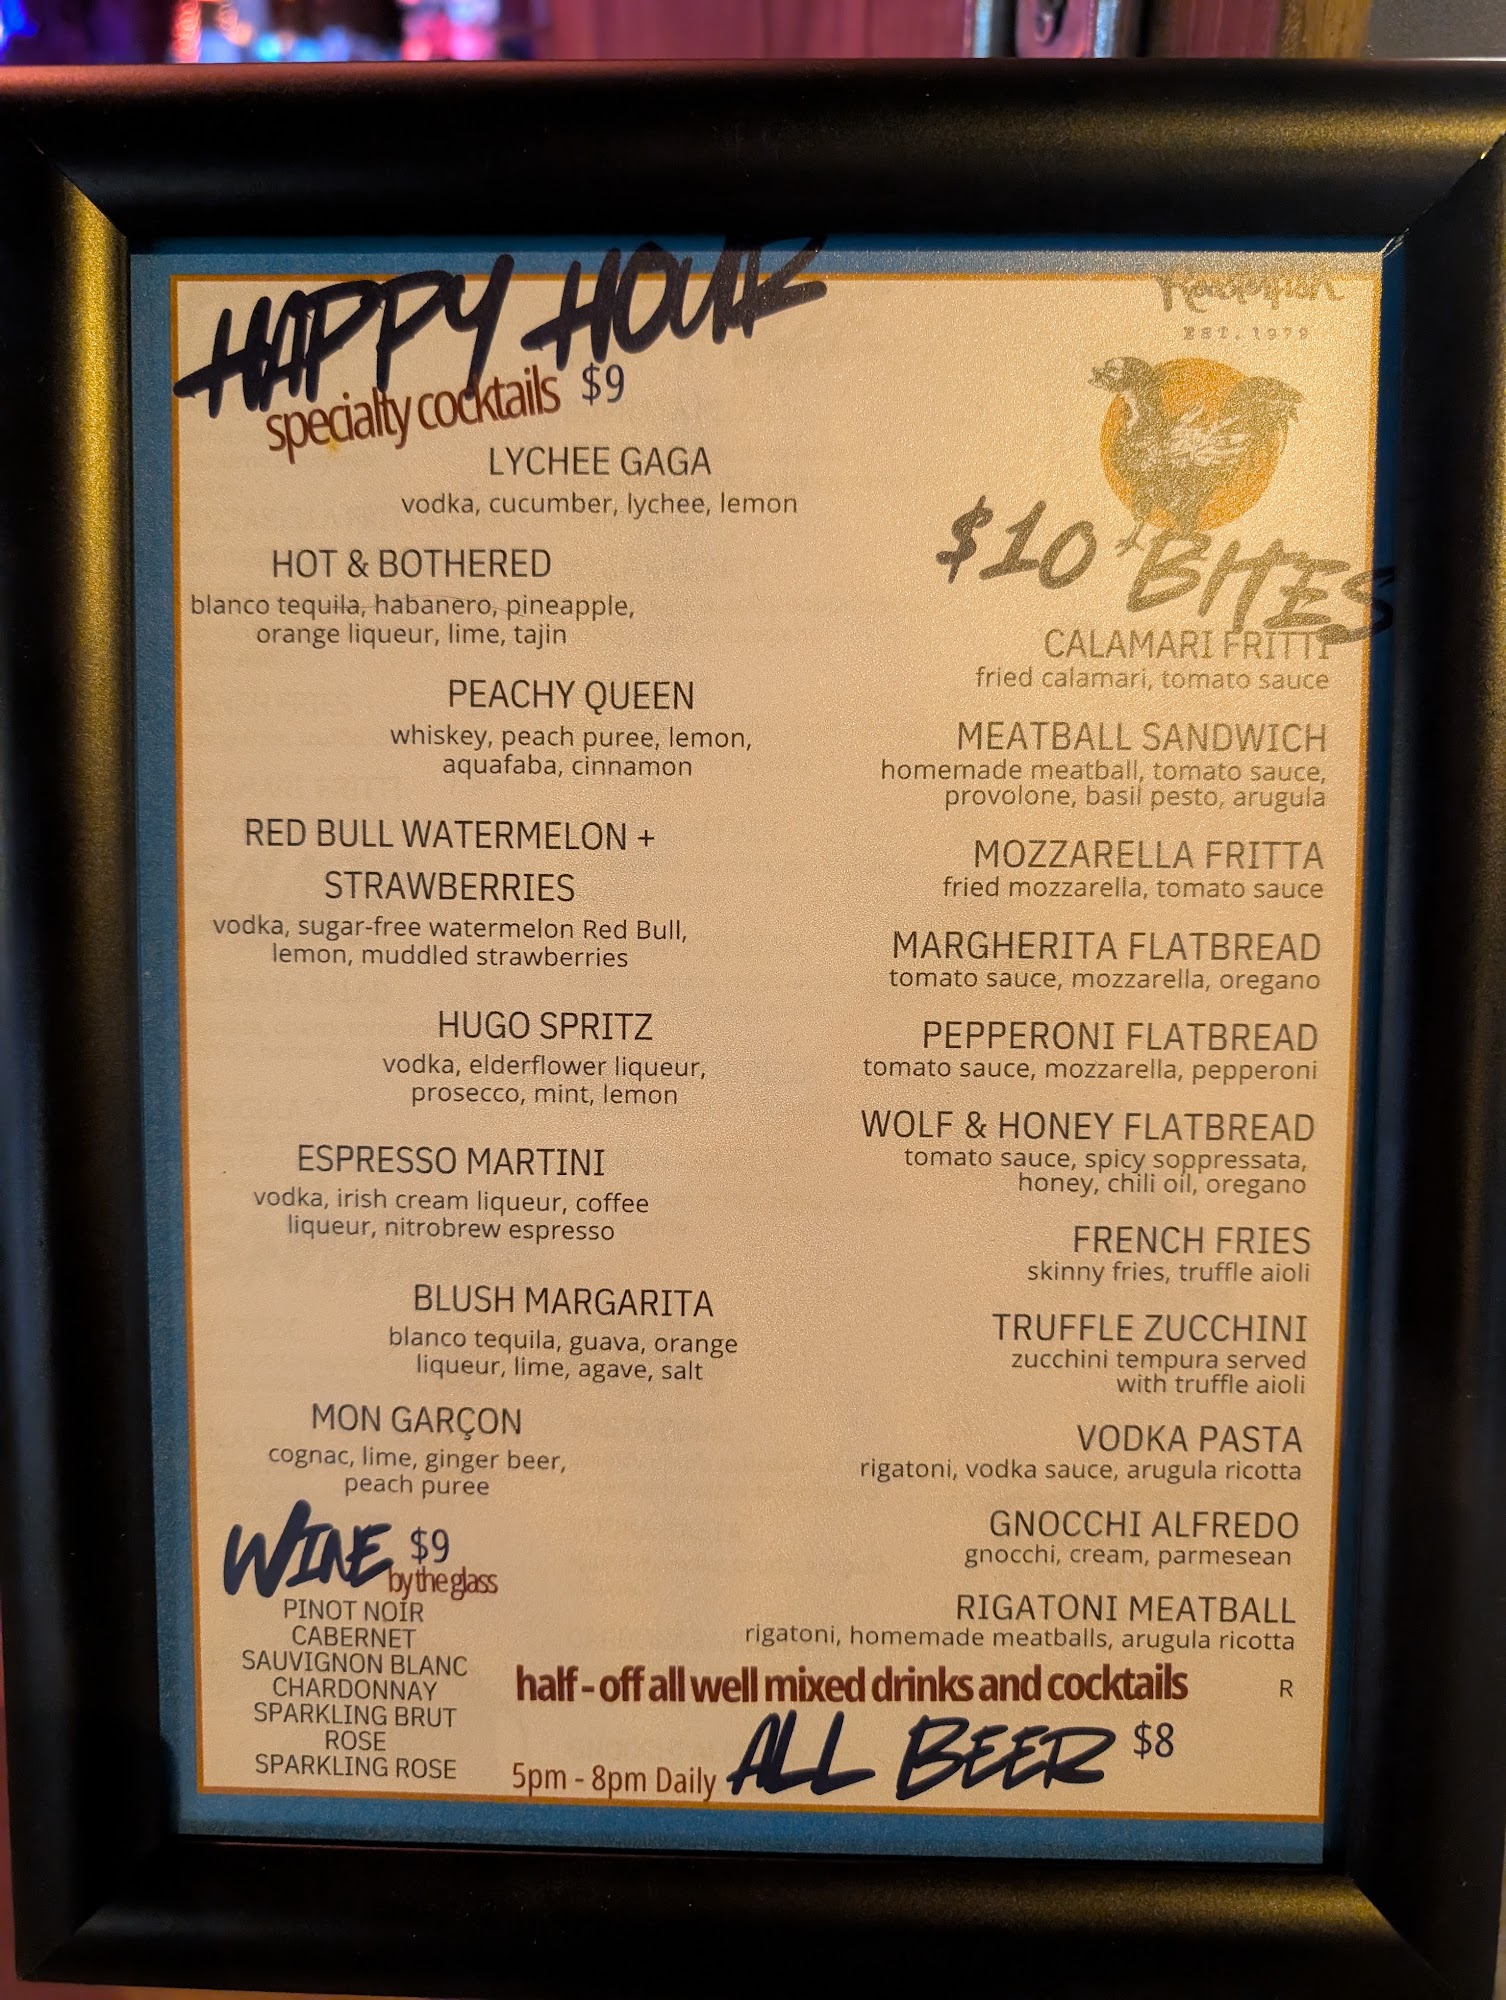 HAPPY HOUR
specialty cocktails $9
LYCHEE GAGA
vodka, cucumber, lychee, lemon
HOT & BOTHERED
blanco tequila, habanero, pineapple,
orange liqueur, lime, tajin
PEACHY QUEEN
whiskey, peach puree, lemon,
aquafaba, cinnamon
RED BULL WATERMELON +
STRAWBERRIES
vodka, sugar-free watermelon Red Bull,
lemon, muddled strawberries
HUGO SPRITZ
vodka, elderflower liqueur,
prosecco, mint, lemon
ESPRESSO MARTINI
vodka, irish cream liqueur, coffee
liqueur, nitrobrew espresso
BLUSH MARGARITA
blanco tequila, guava, orange
liqueur, lime, agave, salt
MON GARÇON
cognac, lime, ginger beer,
peach puree
WINE $9
by the glass
PINOT NOIR
CABERNET
SAUVIGNON BLANC
CHARDONNAY
SPARKLING BRUT
ROSE
SPARKLING ROSE
EST. 1979
$10 BITES
CALAMARI FRITTI
fried calamari, tomato sauce
MEATBALL SANDWICH
homemade meatball, tomato sauce,
provolone, basil pesto, arugula
MOZZARELLA FRITTA
fried mozzarella, tomato sauce
MARGHERITA FLATBREAD
tomato sauce, mozzarella, oregano
PEPPERONI FLATBREAD
tomato sauce, mozzarella, pepperoni
WOLF & HONEY FLATBREAD
tomato sauce, spicy soppressata,
honey, chili oil, oregano
FRENCH FRIES
skinny fries, truffle aioli
TRUFFLE ZUCCHINI
zucchini tempura served
with truffle aioli
VODKA PASTA
rigatoni, vodka sauce, arugula ricotta
GNOCCHI ALFREDO
gnocchi, cream, parmesean
RIGATONI MEATBALL
rigatoni, homemade meatballs, arugula ricotta
half-off all well mixed drinks and cocktails
R
ALL BEER $8
5pm - 8pm Daily